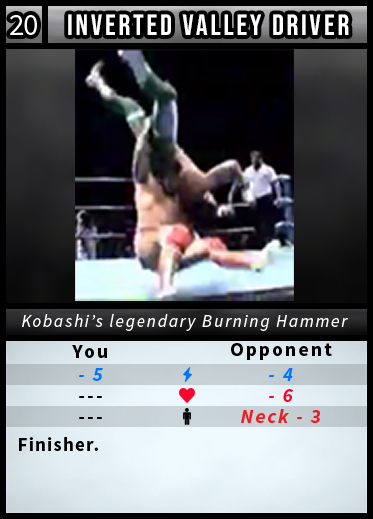 20 INVERTED VALLEY DRIVER
Kobashi's legendary Burning Hammer
You Opponent
- 5 - 4
--- - 6
--- Neck - 3
Finisher.